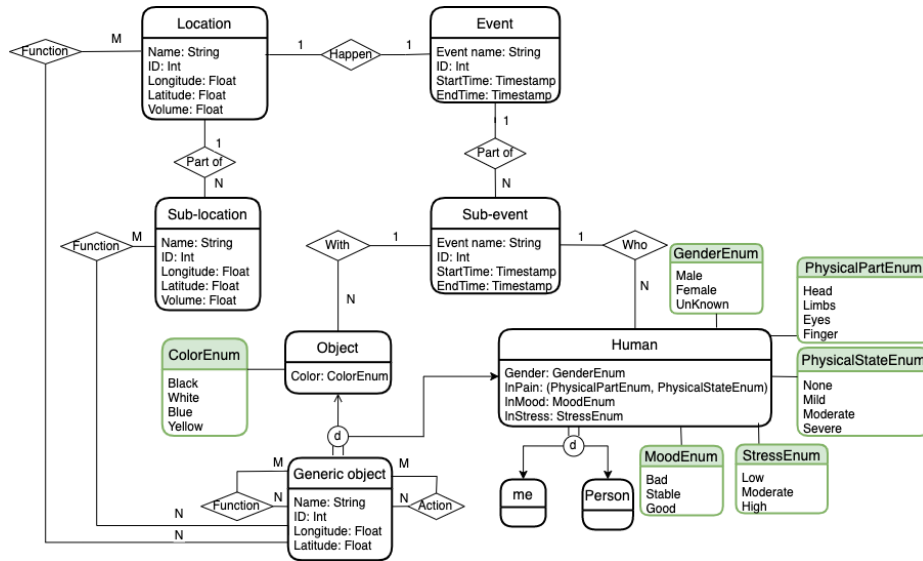 Location
Name: String
ID: Int
Longitude: Float
Latitude: Float
Volume: Float
Function
M
1
Happen
1
Event
Event name: String
ID: Int
StartTime: Timestamp
EndTime: Timestamp
1
Part of
N
1
Part of
N
Sub-location
Name: String
ID: Int
Longitude: Float
Latitude: Float
Volume: Float
Function
M
Sub-event
Event name: String
ID: Int
StartTime: Timestamp
EndTime: Timestamp
With
1
N
1
Who
N
GenderEnum
Male
Female
UnKnown
PhysicalPartEnum
Head
Limbs
Eyes
Finger
ColorEnum
Black
White
Blue
Yellow
Object
Color: ColorEnum
Human
Gender: GenderEnum
InPain: (PhysicalPartEnum, PhysicalStateEnum)
InMood: MoodEnum
InStress: StressEnum
PhysicalStateEnum
None
Mild
Moderate
Severe
d
d
me
Person
MoodEnum
Bad
Stable
Good
StressEnum
Low
Moderate
High
Generic object
Name: String
ID: Int
Longitude: Float
Latitude: Float
M
Function
N
M
Action
N
N
N